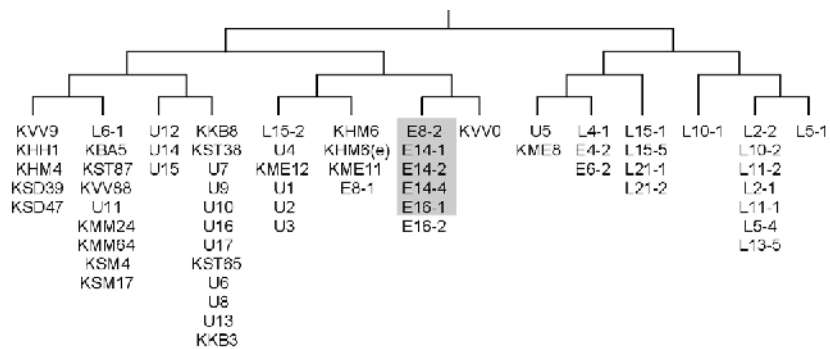 KVV9 L6-1 U12 KKB8 L15-2 KHM6 E8-2 KVV0 U5 L4-1 L15-1 L10-1 L2-2 L5-1
KHH1 KBA5 U14 KST38 U4 KHM6(e) E14-1 KME8 E4-2 L15-5 L10-2
KHM4 KST87 U15 U7 KME12 KME11 E14-2 E6-2 L21-1 L11-2
KSD39 KVV88 U9 U1 E8-1 E14-4 L21-2 L2-1
KSD47 U11 U10 U2 E16-1 L11-1
KMM24 U16 U3 E16-2 L5-4
KMM64 U17 L13-5
KSM4 KST65
KSM17 U6
U8
U13
KKB3